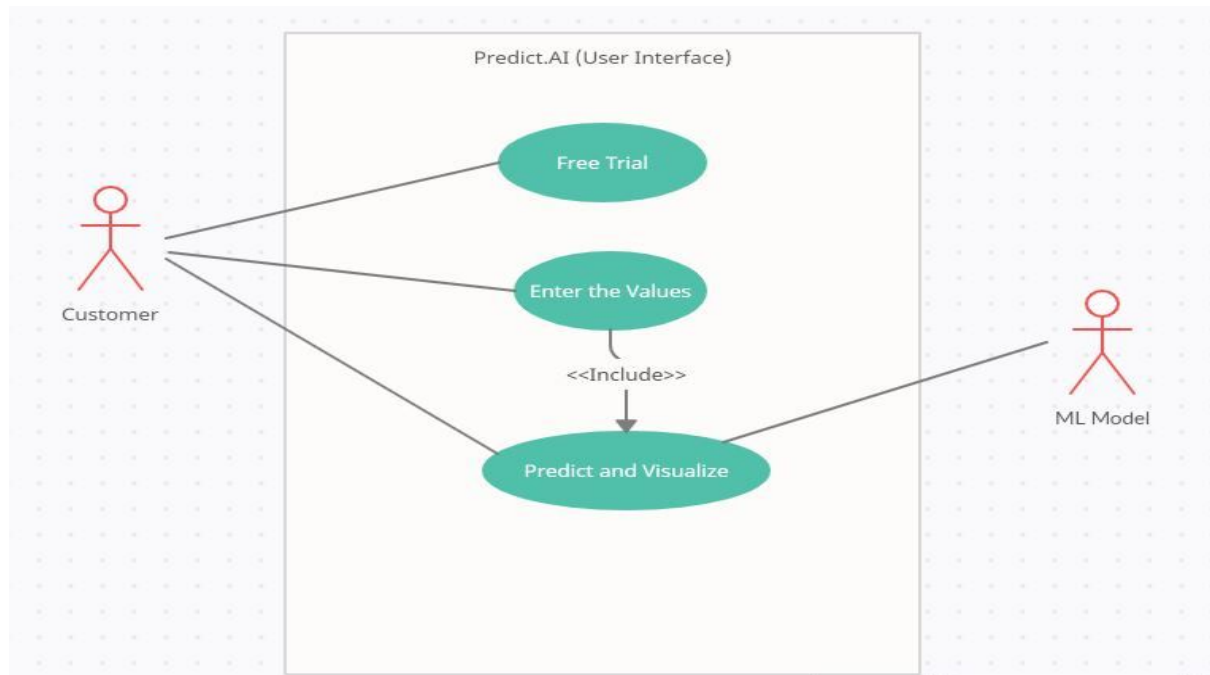 Predict.AI (User Interface)
Free Trial
Enter the Values
Customer
<<Include>>
ML Model
Predict and Visualize